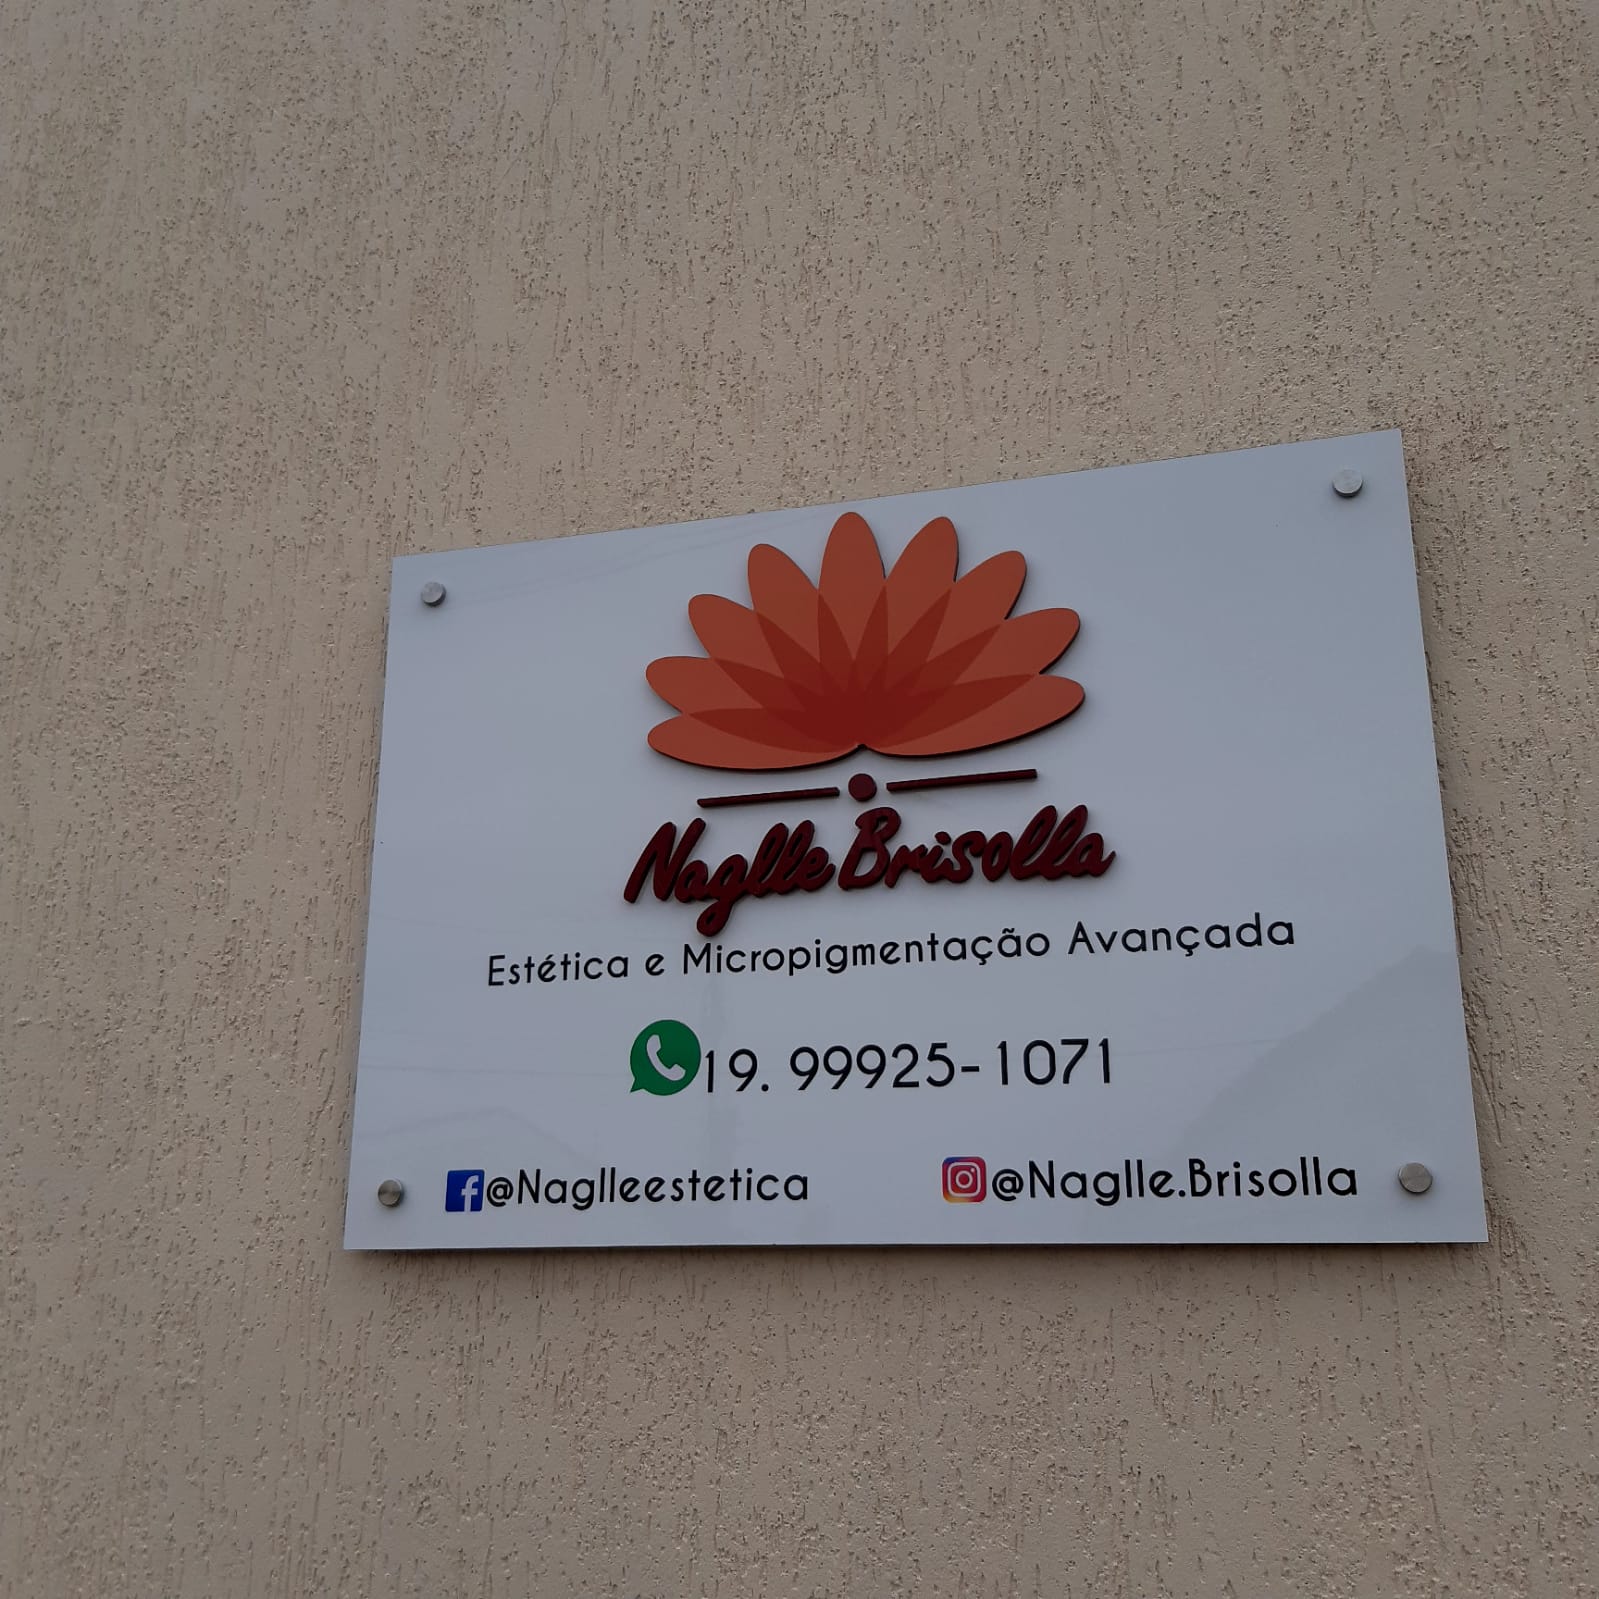 Naglle Brisolla
Estética e Micropigmentação Avançada
19. 99925-1071
@Naglleestetica
@Naglle.Brisolla